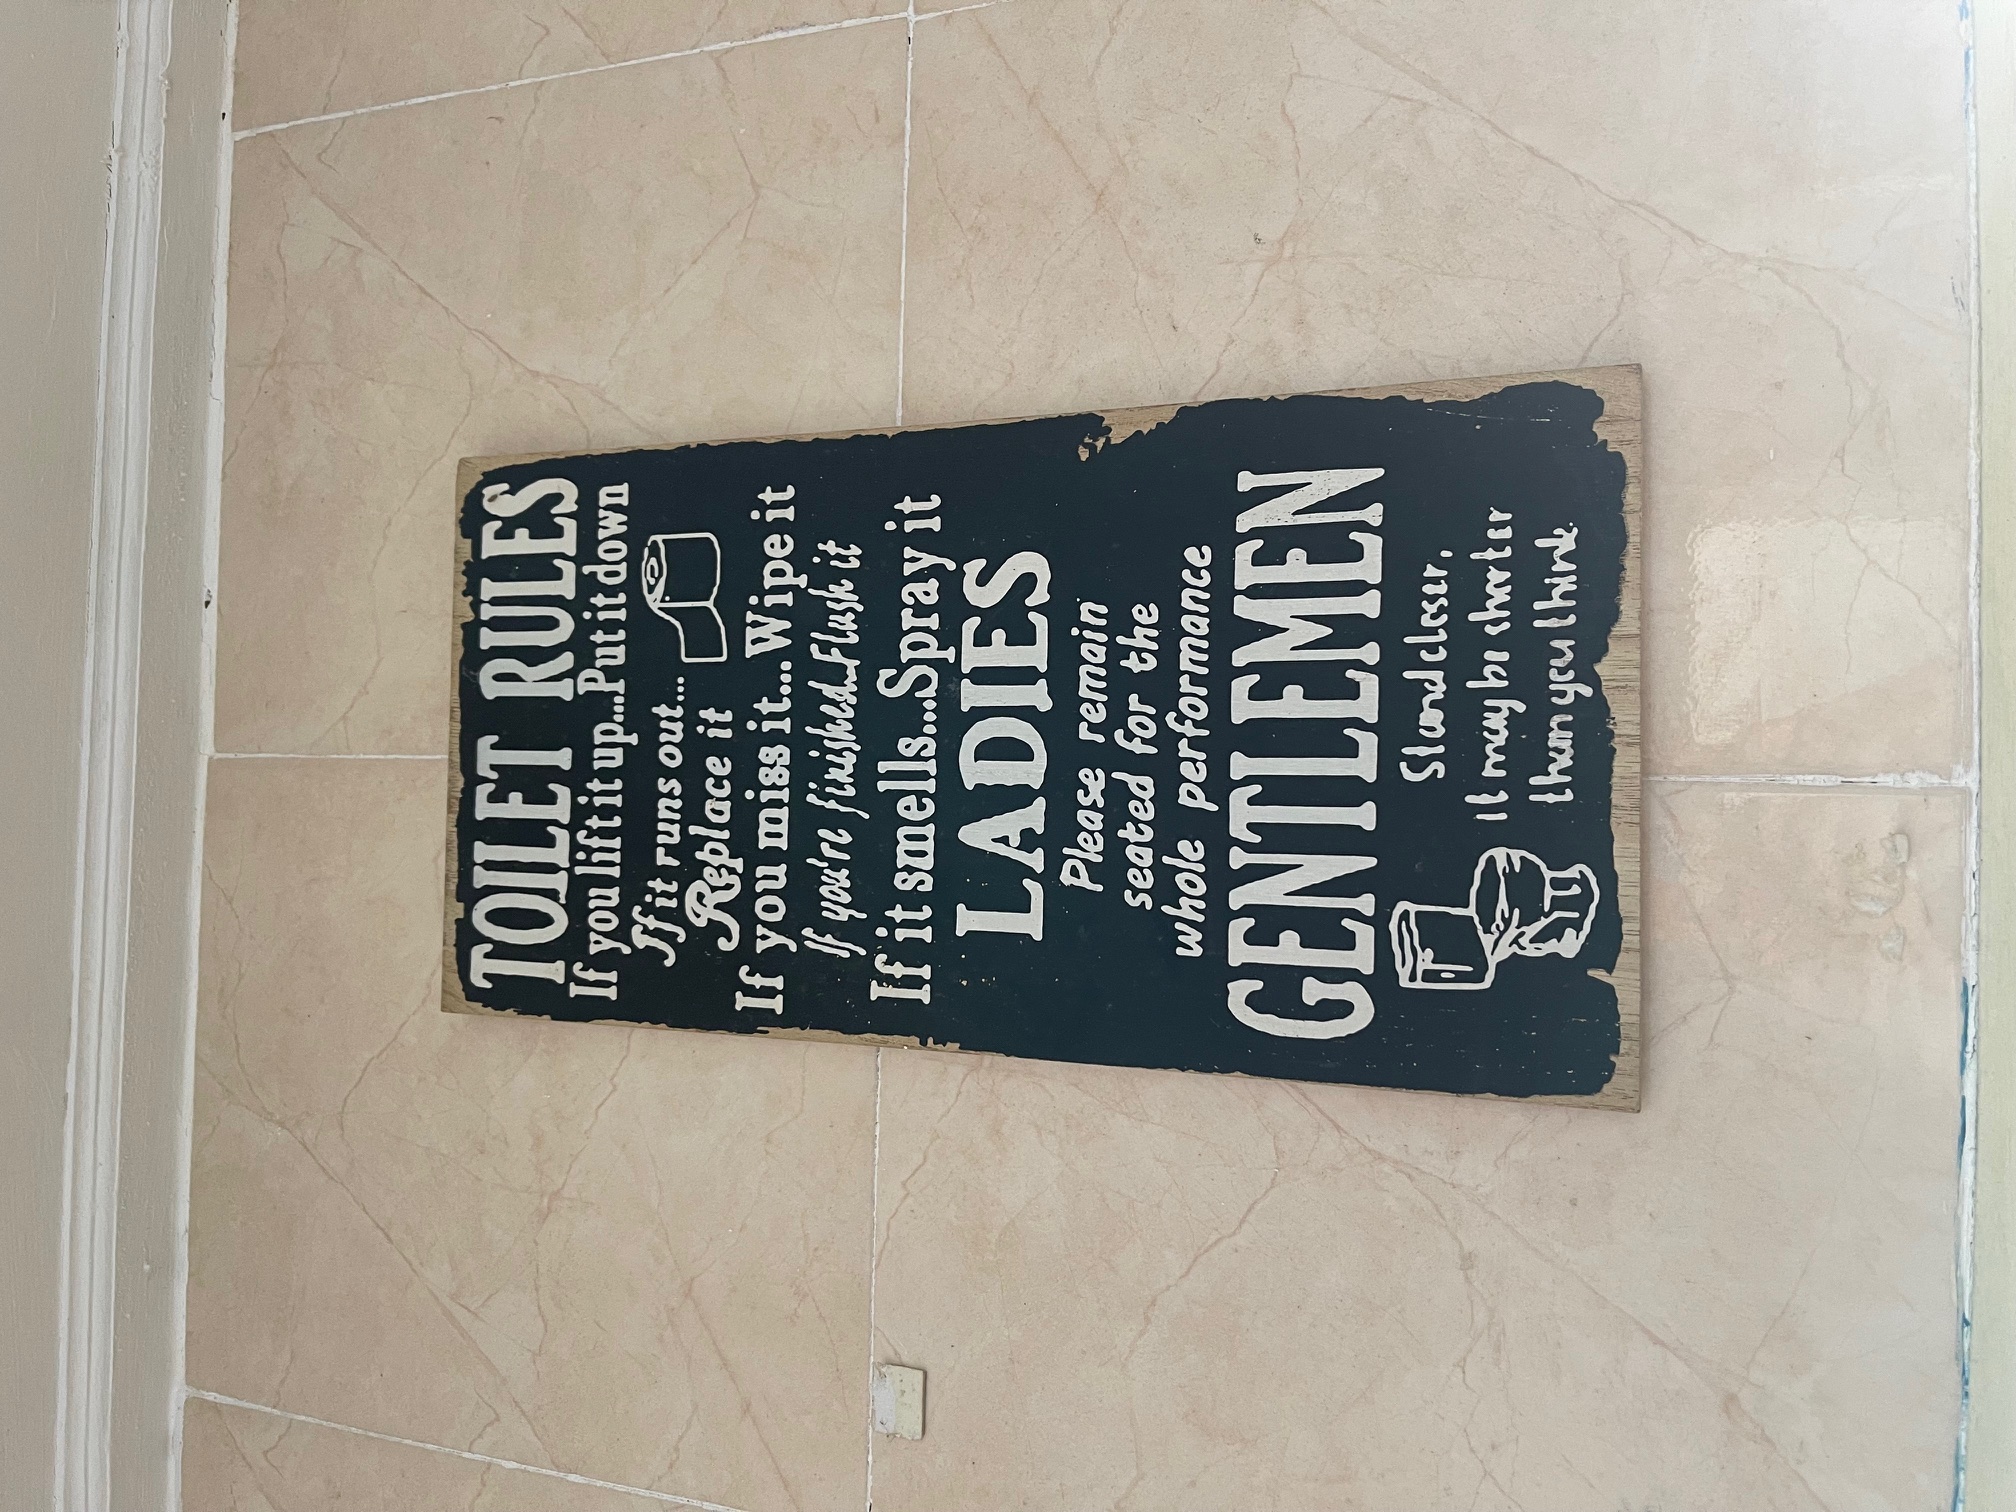 TOILET RULES
If you lift it up....Put it down
If it runs out...
Replace it
If you miss it...Wipe it
If you're finished..Flush it
If it smells...Spray it
LADIES
Please remain
seated for the
whole performance
GENTLEMEN
Stand closer,
It may be shorter
than you think.